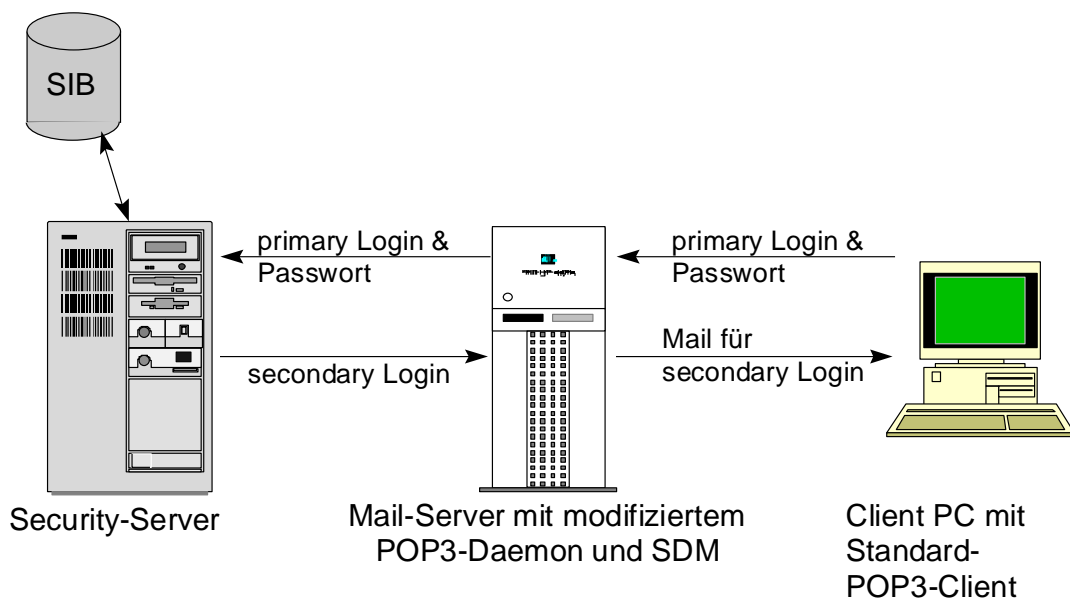 SIB
primary Login &
Passwort
primary Login &
Passwort
secondary Login
Mail für
secondary Login
Security-Server
Mail-Server mit modifiziertem
POP3-Daemon und SDM
Client PC mit
Standard-
POP3-Client